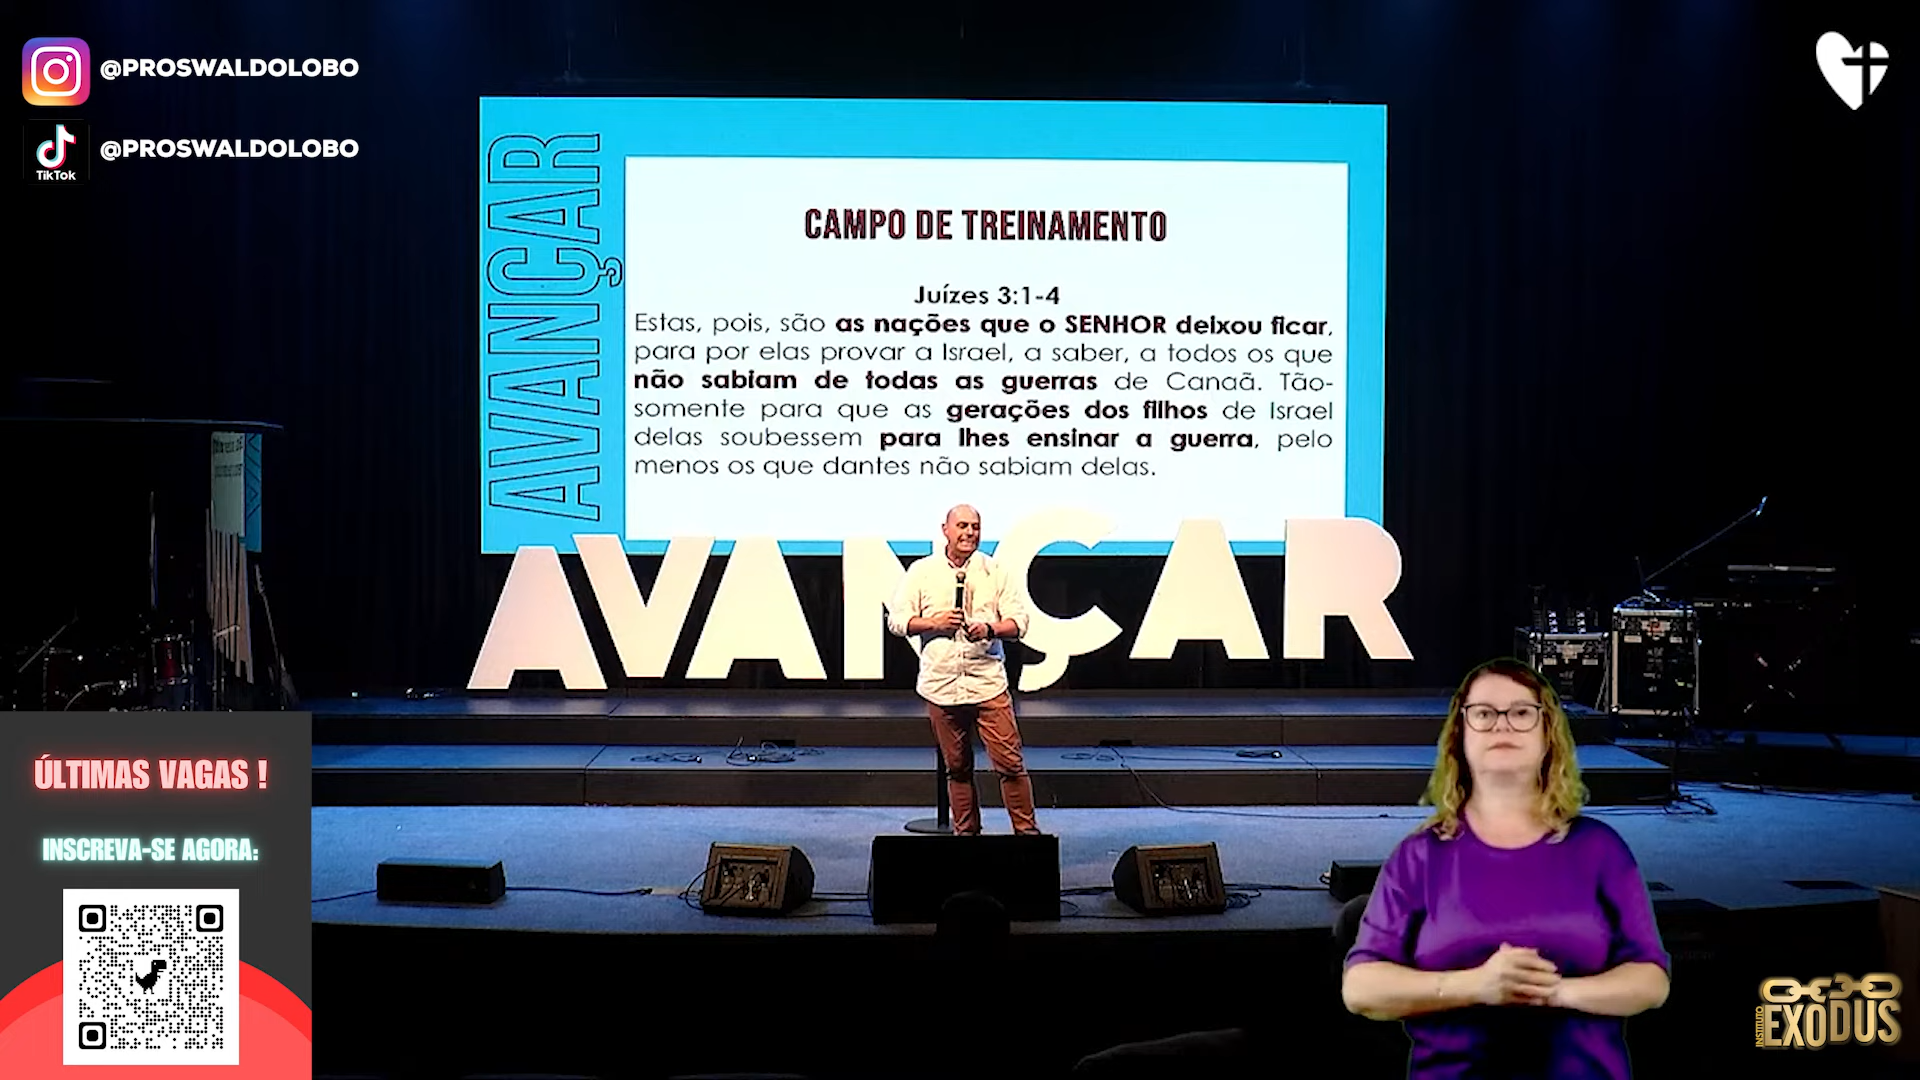 @PROSWALDOLOBO
TikTok
@PROSWALDOLOBO
AVANÇAR
CAMPO DE TREINAMENTO
Juízes 3:1-4
Estas, pois, são as nações que o SENHOR deixou ficar,
para por elas provar a Israel, a saber, a todos os que
não sabiam de todas as guerras de Canaã. Tão-
somente para que as gerações dos filhos de Israel
delas soubessem para lhes ensinar a guerra, pelo
menos os que dantes não sabiam delas.
AVANÇAR
ÚLTIMAS VAGAS !
INSCREVA-SE AGORA:
INSTITUTO
EXODUS